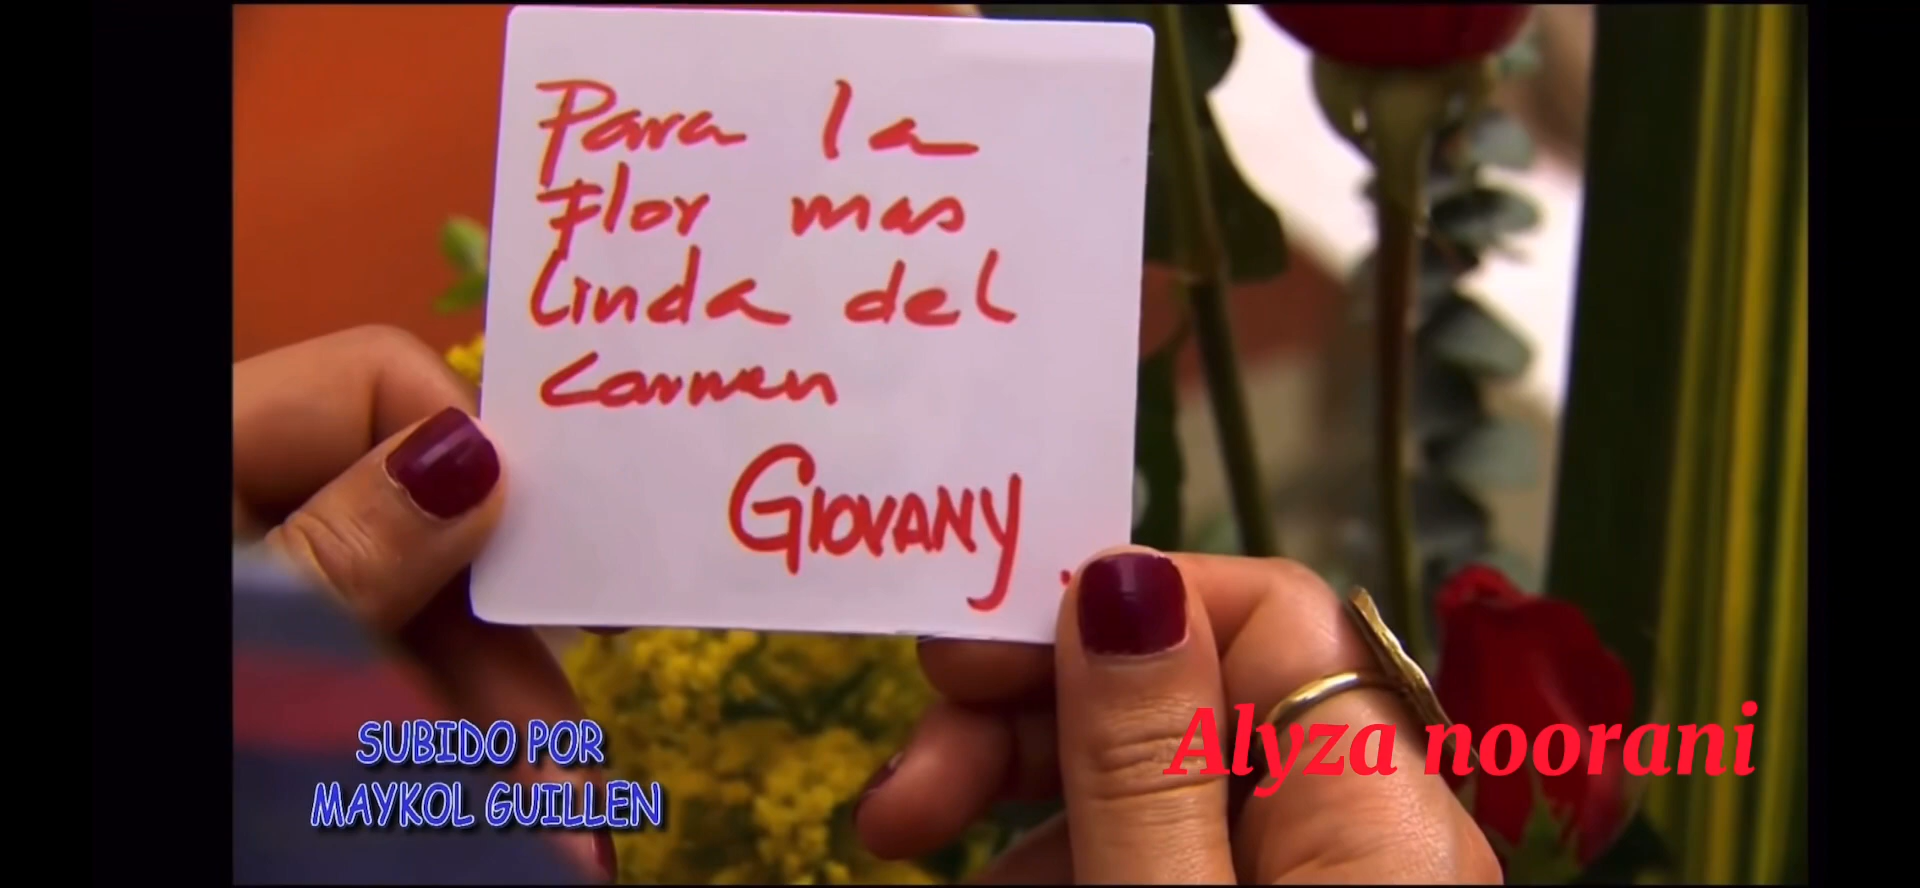 Para la
Flor mas
Linda del
Carmen
GIOVANY.
SUBIDO POR
MAYKOL GUILLEN
Alyza noorani